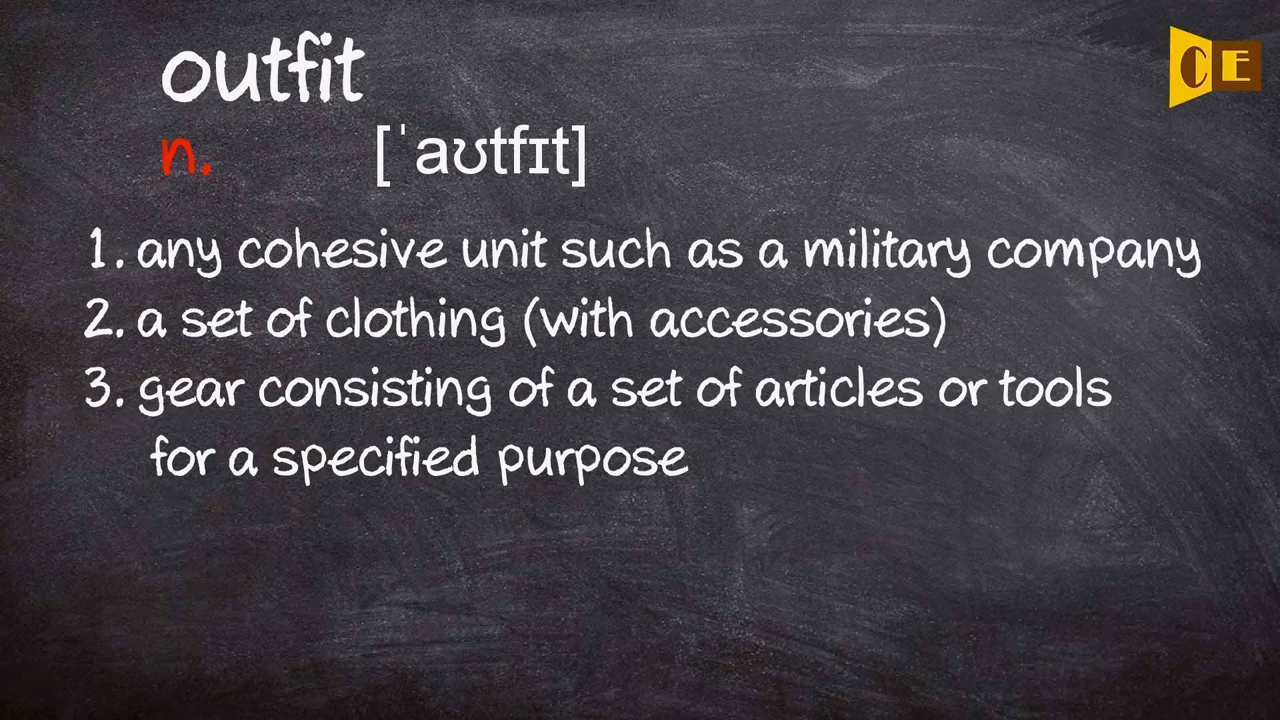 outfit
CE
n. [ˈaʊtfɪt]
1. any cohesive unit such as a military company
2. a set of clothing (with accessories)
3. gear consisting of a set of articles or tools
for a specified purpose